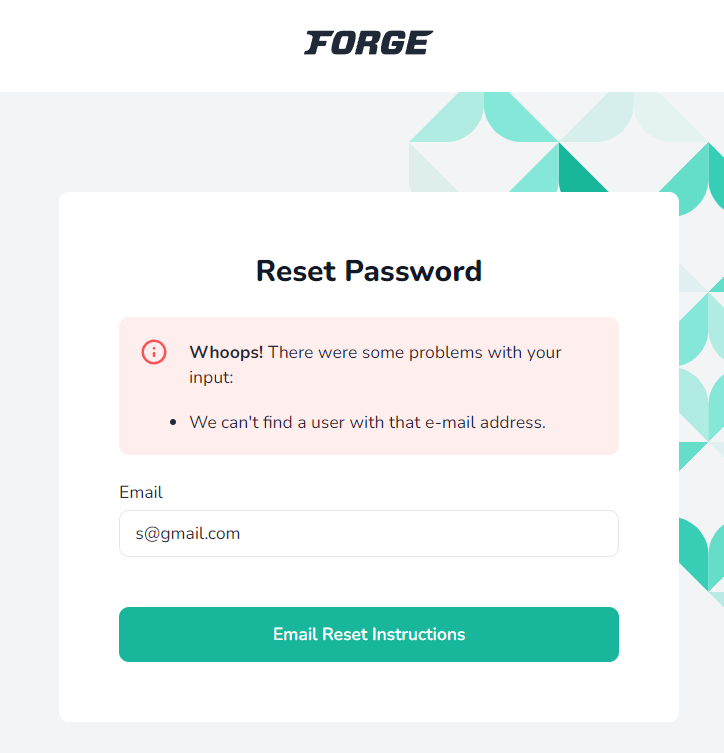 FORGE
Reset Password
Whoops! There were some problems with your
input:
• We can't find a user with that e-mail address.
Email
s@gmail.com
Email Reset Instructions